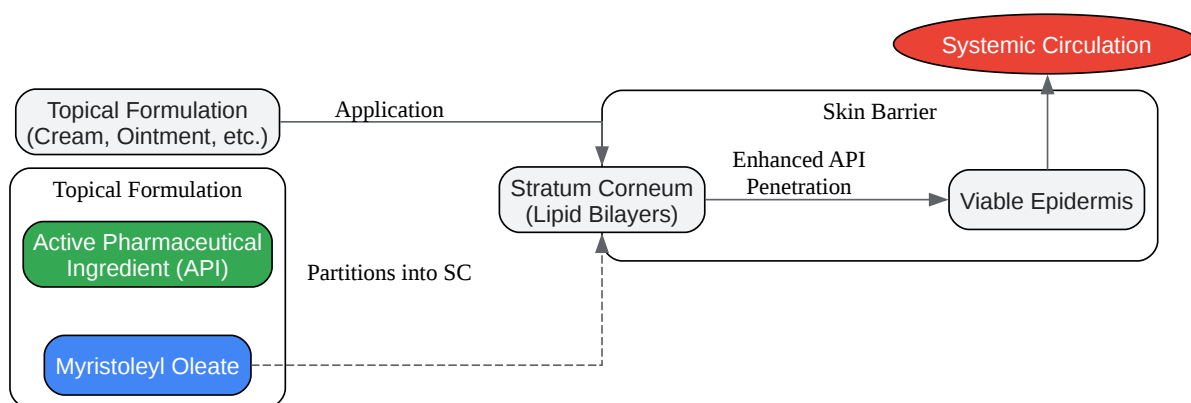 Systemic Circulation
Topical Formulation
(Cream, Ointment, etc.)
Application
Skin Barrier
Topical Formulation
Active Pharmaceutical
Ingredient (API)
Myristoleyl Oleate
Partitions into SC
Stratum Corneum
(Lipid Bilayers)
Enhanced API
Penetration
Viable Epidermis